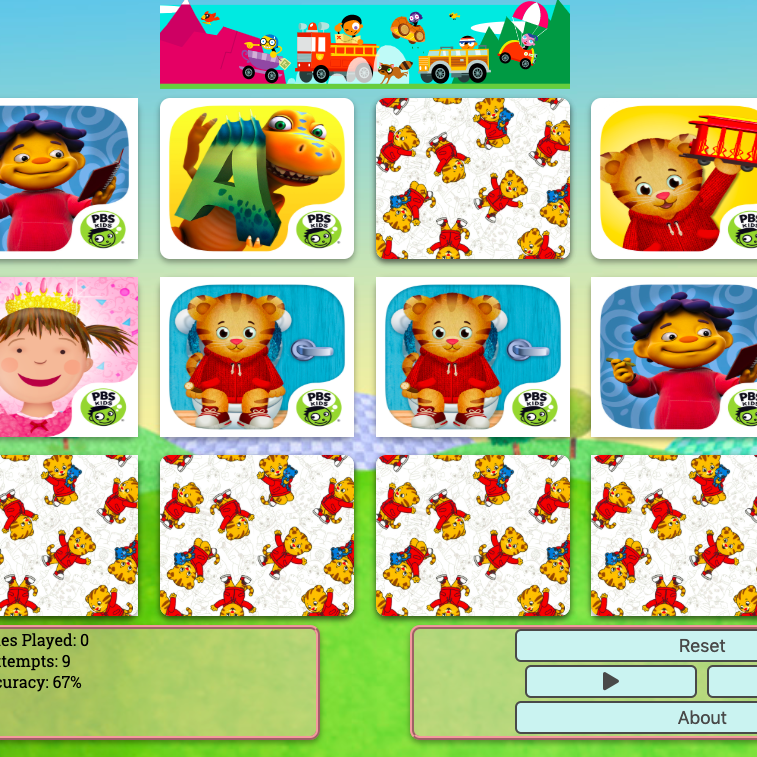 PBS
KIDS
A
PBS
KIDS
PBS
KIDS
PBS
KIDS
PBS
KIDS
PBS
KIDS
PBS
KIDS
es Played: 0
tempts: 9
curacy: 67%
Reset
About